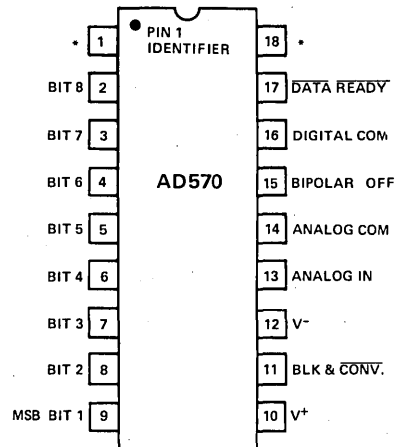 * 1 PIN 1 18 *
IDENTIFIER
BIT 8 2 17 DATA READY
BIT 7 3 16 DIGITAL COM
BIT 6 4 AD570 15 BIPOLAR OFF
BIT 5 5 14 ANALOG COM
BIT 4 6 13 ANALOG IN
BIT 3 7 12 V-
BIT 2 8 11 BLK & CONV.
MSB BIT 1 9 10 V+